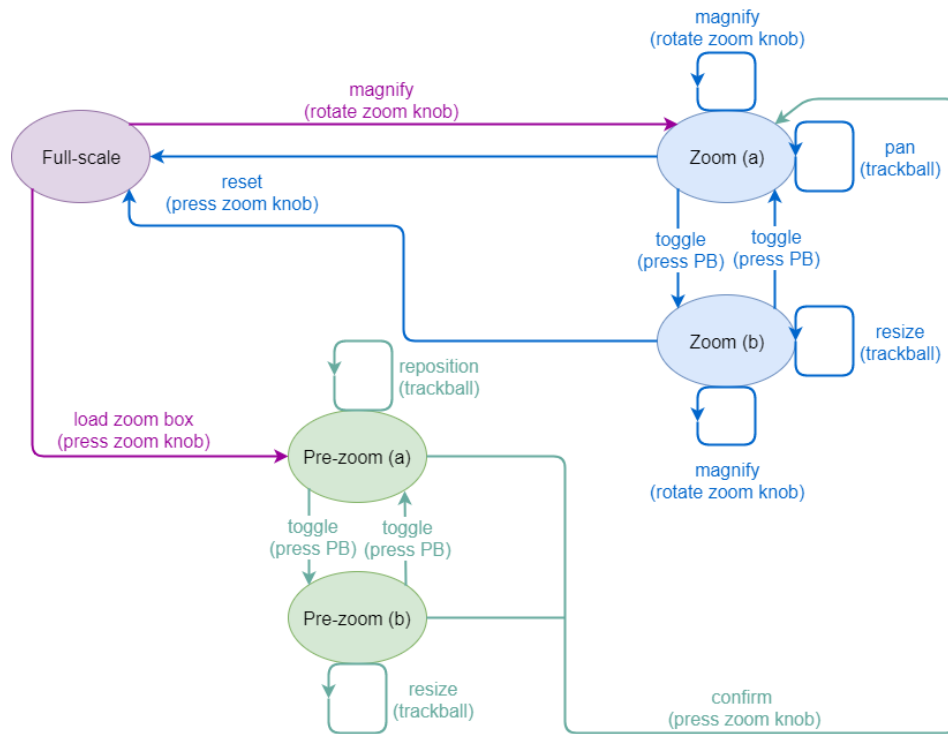 magnify
(rotate zoom knob)
magnify
(rotate zoom knob)
Full-scale
Zoom (a)
pan
(trackball)
reset
(press zoom knob)
toggle
(press PB)
toggle
(press PB)
Zoom (b)
resize
(trackball)
reposition
(trackball)
load zoom box
(press zoom knob)
Pre-zoom (a)
magnify
(rotate zoom knob)
toggle
(press PB)
toggle
(press PB)
Pre-zoom (b)
resize
(trackball)
confirm
(press zoom knob)